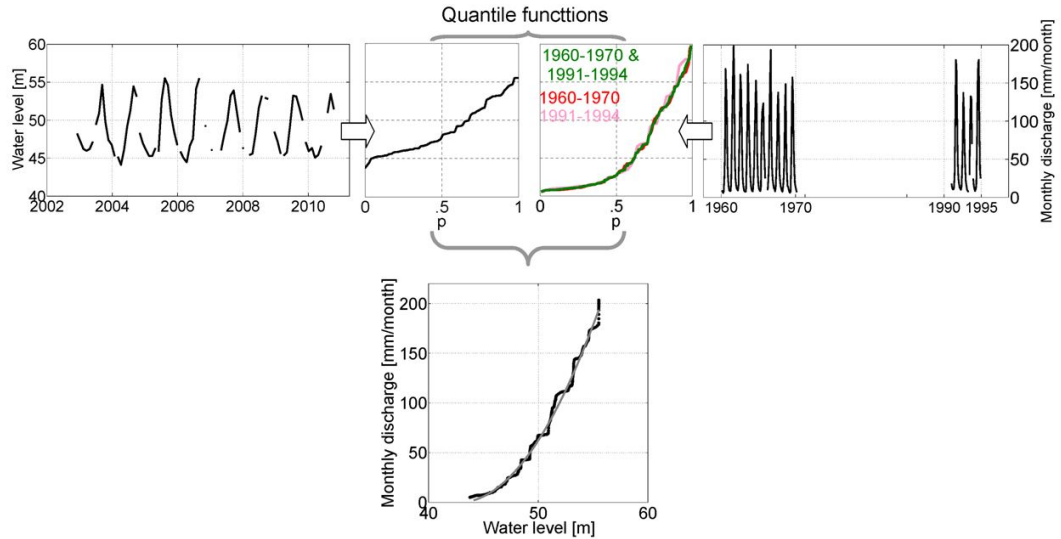 Quantile functtions
Water level [m]
60
55
50
45
40
2002 2004 2006 2008 2010
0 .5 1
p
1960-1970 &
1991-1994
1960-1970
1991-1994
0 .5 1
p
200
150
100
50
0
Monthly discharge [mm/month]
1960 1970 1990 1995
Monthly discharge [mm/month]
200
150
100
50
0
40 50 60
Water level [m]